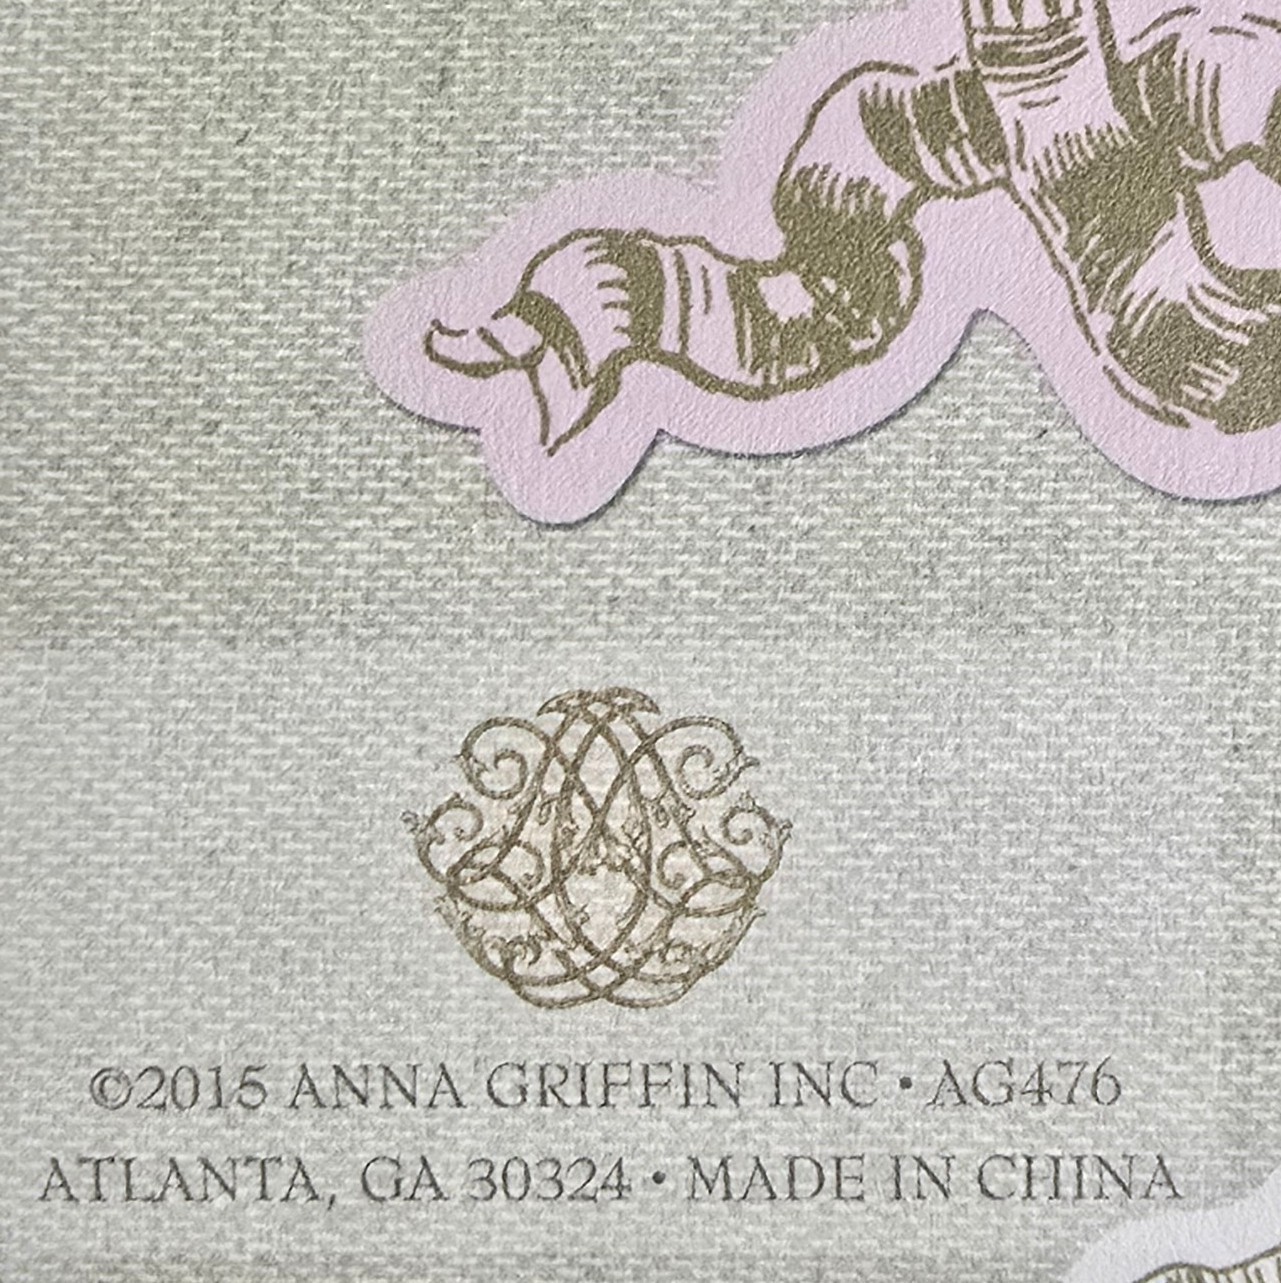 ©2015 ANNA GRIFFIN INC • AG476
ATLANTA, GA 30324 • MADE IN CHINA